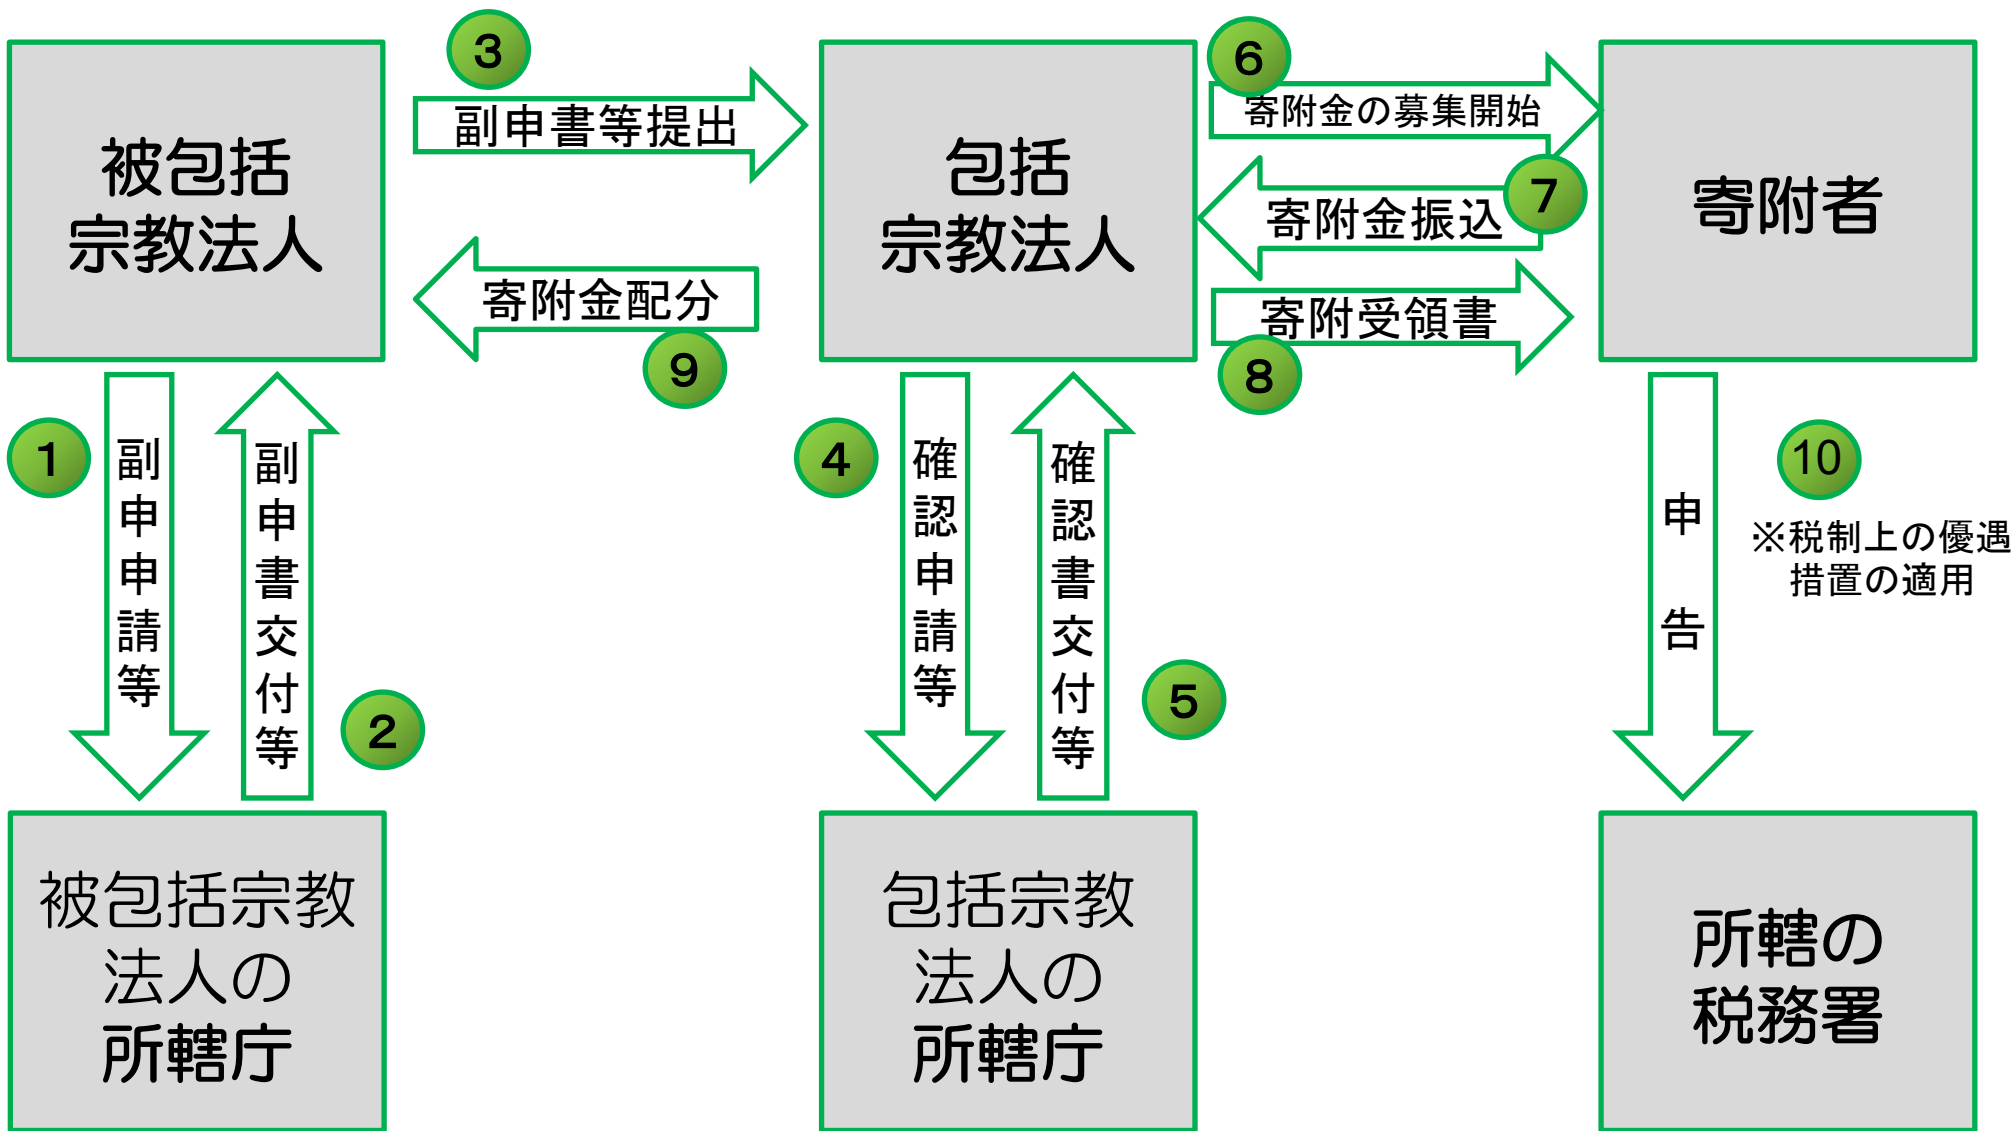 ③
副申書等提出
⑥
寄附金の募集開始
被包括
宗教法人
包括
宗教法人
寄附者
⑦
寄附金振込
寄附金配分
⑨
寄附受領書
⑧
①
副申申請等
副申書交付等
②
④
確認申請等
確認書交付等
⑤
申告
10
※税制上の優遇
措置の適用
被包括宗教
法人の
所轄庁
包括宗教
法人の
所轄庁
所轄の
税務署